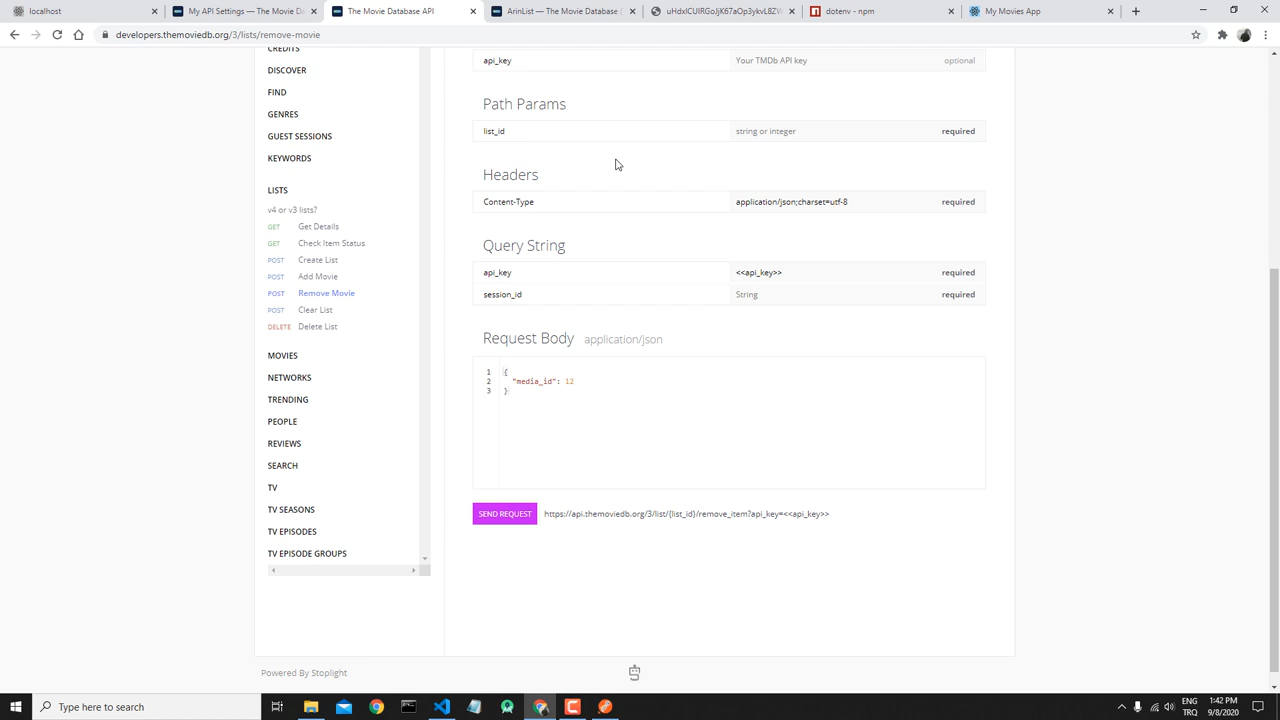 localhost
My API Settings — The Movie Da
The Movie Database API
ArinList — The Movie Database
dotenv - npm
My Movies App
developers.themoviedb.org/3/lists/remove-movie
CREDITS
DISCOVER
FIND
GENRES
GUEST SESSIONS
KEYWORDS
LISTS
v4 or v3 lists?
GET Get Details
GET Check Item Status
POST Create List
POST Add Movie
POST Remove Movie
POST Clear List
DELETE Delete List
MOVIES
NETWORKS
TRENDING
PEOPLE
REVIEWS
SEARCH
TV
TV SEASONS
TV EPISODES
TV EPISODE GROUPS
api_key Your TMDb API key optional
Path Params
list_id string or integer required
Headers
Content-Type application/json;charset=utf-8 required
Query String
api_key <<api_key>> required
session_id String required
Request Body application/json
1 {
2 "media_id": 12
3 }
SEND REQUEST https://api.themoviedb.org/3/list/{list_id}/remove_item?api_key=<<api_key>>
Powered By Stoplight
Type here to search
ENG 1:42 PM
TRQ 9/8/2020